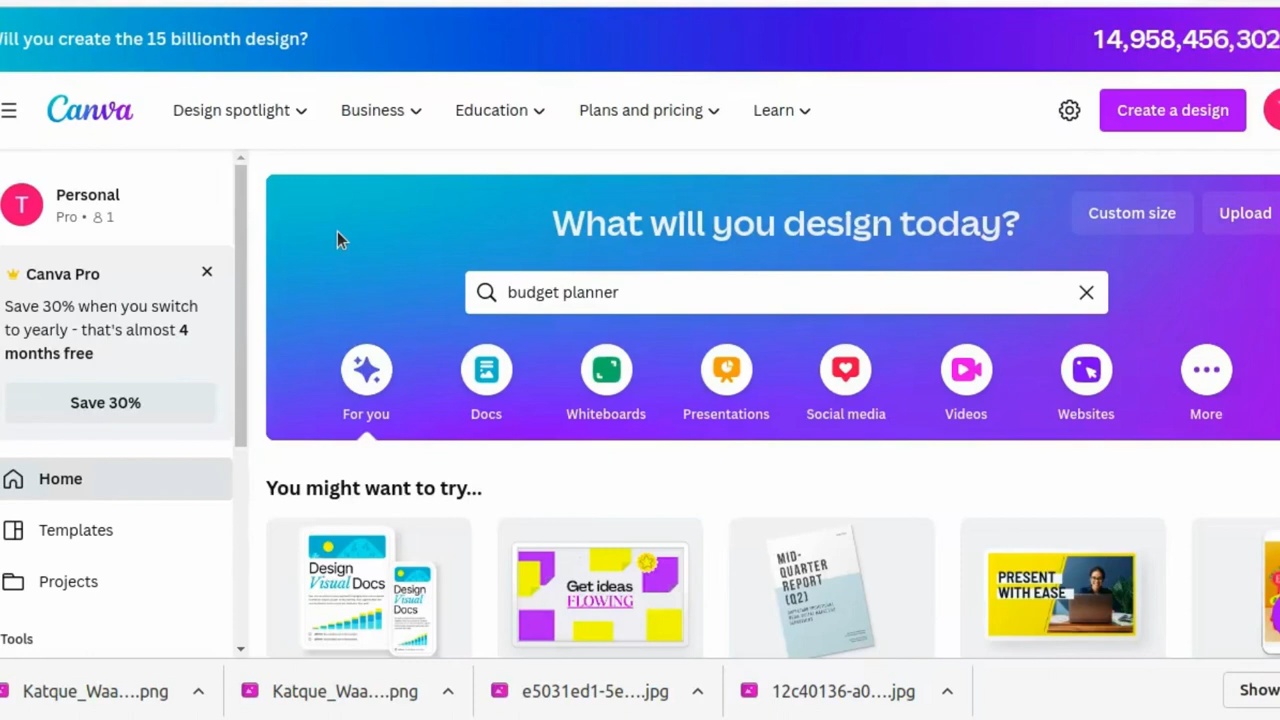 ill you create the 15 billionth design?
14,958,456,302
Canva
Design spotlight
Business
Education
Plans and pricing
Learn
Create a design
T
Personal
Pro • 1
Canva Pro
Save 30% when you switch
to yearly - that's almost 4
months free
Save 30%
Home
Templates
Projects
Tools
What will you design today?
Custom size
Upload
budget planner
For you
Docs
Whiteboards
Presentations
Social media
Videos
Websites
More
You might want to try...
Design
Visual Docs
Design
Visual
Docs
Get ideas
FLOWING
MID-
QUARTER
REPORT
(Q2)
PRESENT
WITH EASE
Katque_Waa....png
Katque_Waa....png
e5031ed1-5e....jpg
12c40136-a0....jpg
Show